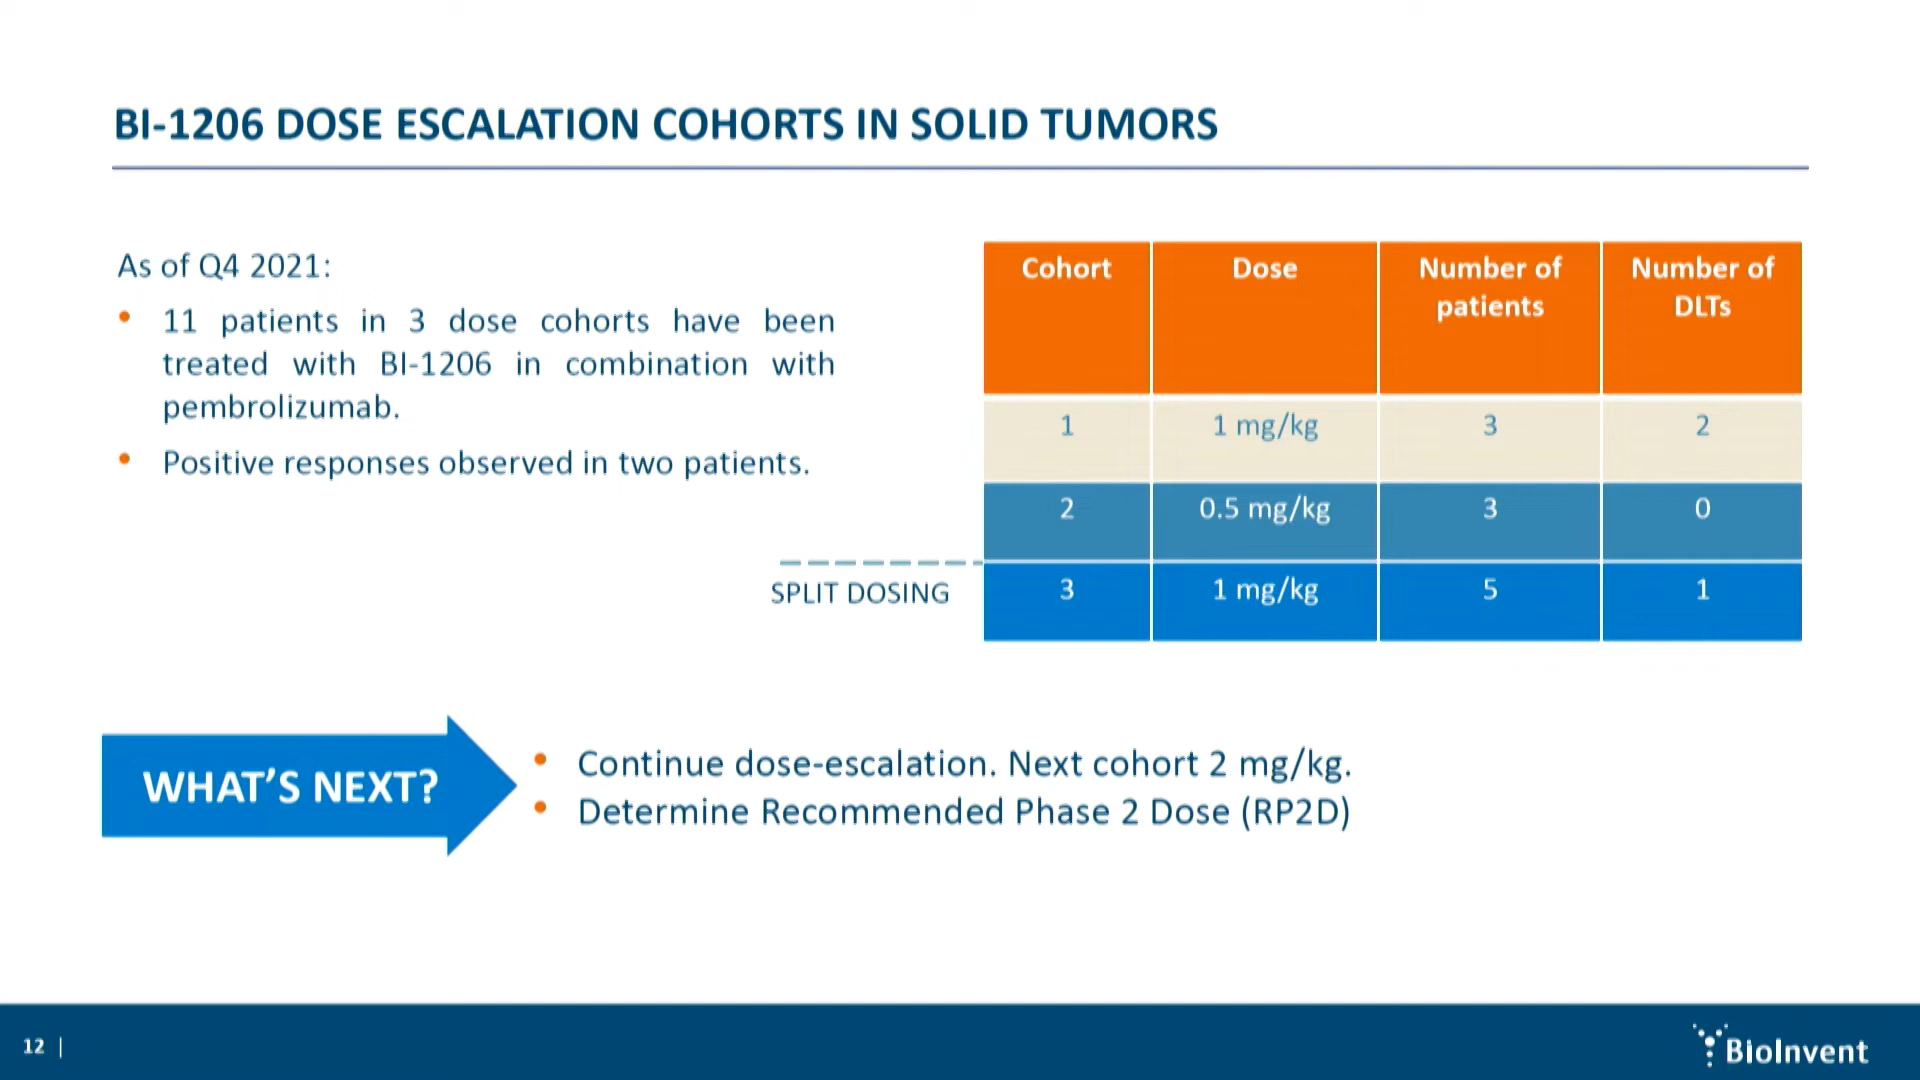 BI-1206 DOSE ESCALATION COHORTS IN SOLID TUMORS
As of Q4 2021:
• 11 patients in 3 dose cohorts have been
treated with BI-1206 in combination with
pembrolizumab.
• Positive responses observed in two patients.
Cohort Dose Number of patients Number of DLTs
1 1 mg/kg 3 2
2 0.5 mg/kg 3 0
SPLIT DOSING 3 1 mg/kg 5 1
WHAT'S NEXT?
• Continue dose-escalation. Next cohort 2 mg/kg.
• Determine Recommended Phase 2 Dose (RP2D)
12 |
BioInvent